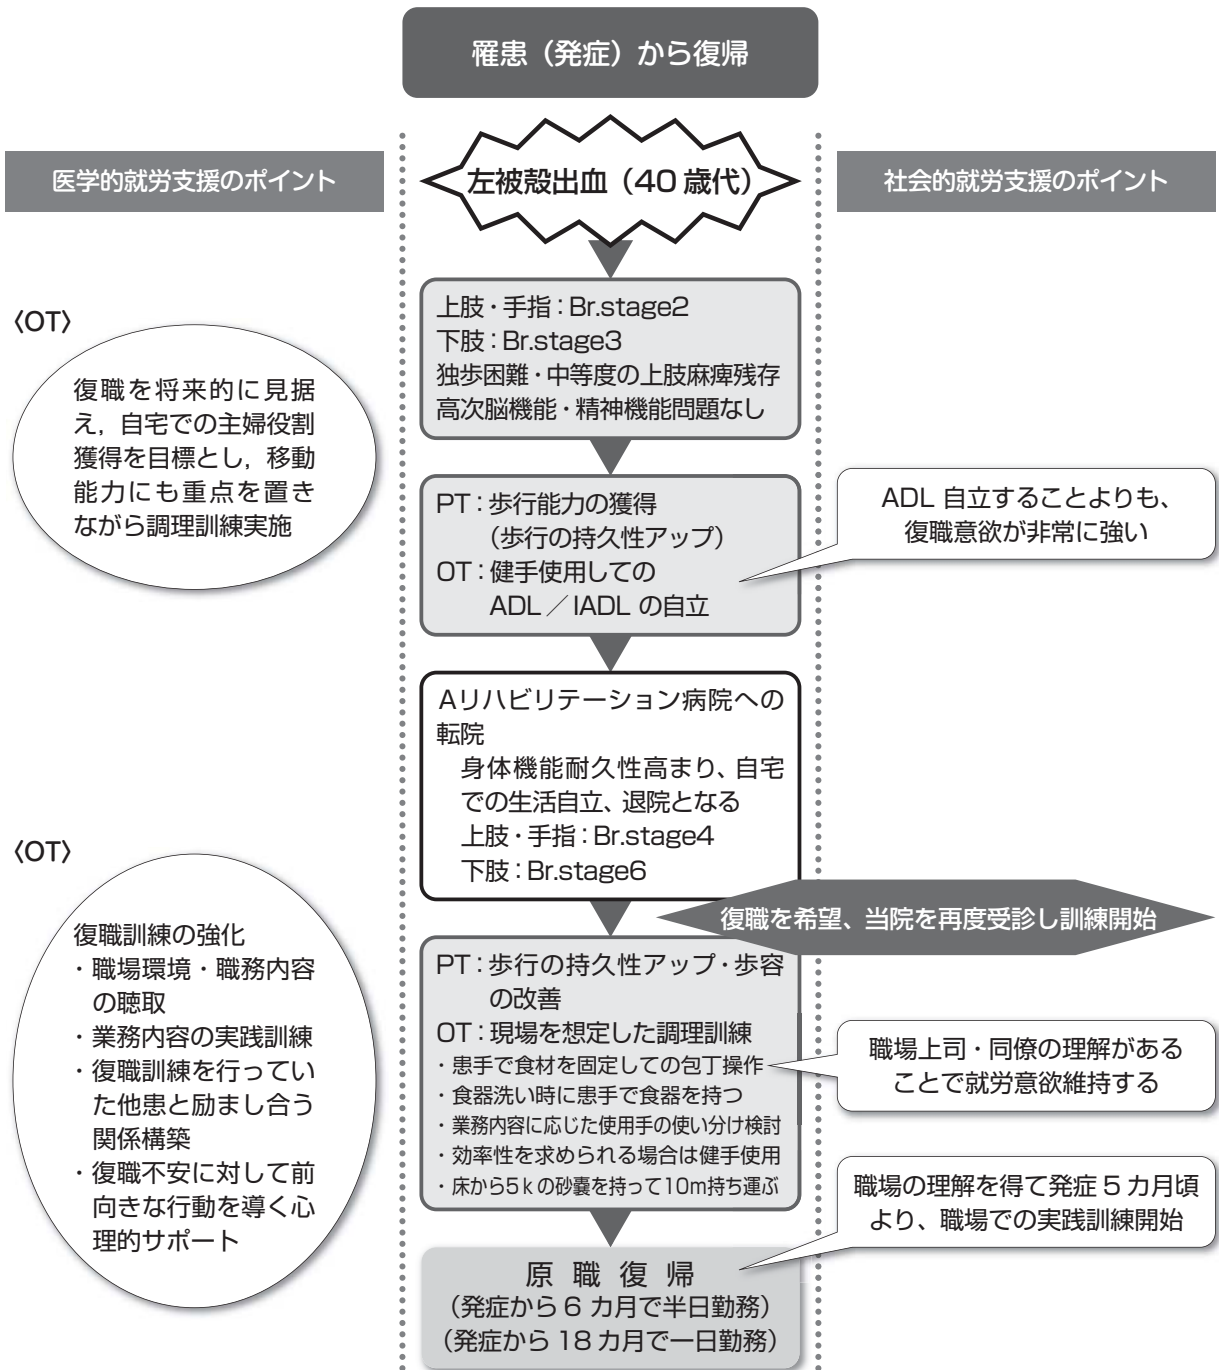 罹患（発症）から復帰
医学的就労支援のポイント
左被殻出血（40 歳代）
社会的就労支援のポイント
上肢・手指：Br.stage2
下肢：Br.stage3
独歩困難・中等度の上肢麻痺残存
高次脳機能・精神機能問題なし
〈OT〉
復職を将来的に見据
え，自宅での主婦役割
獲得を目標とし，移動
能力にも重点を置き
ながら調理訓練実施
PT：歩行能力の獲得
（歩行の持久性アップ）
OT：健手使用しての
ADL ／ IADL の自立
ADL 自立することよりも、
復職意欲が非常に強い
Aリハビリテーション病院への
転院
身体機能耐久性高まり、自宅
での生活自立、退院となる
上肢・手指：Br.stage4
下肢：Br.stage6
復職を希望、当院を再度受診し訓練開始
〈OT〉
復職訓練の強化
・職場環境・職務内容
の聴取
・業務内容の実践訓練
・復職訓練を行ってい
た他患と励まし合う
関係構築
・復職不安に対して前
向きな行動を導く心
理的サポート
PT：歩行の持久性アップ・歩容
の改善
OT：現場を想定した調理訓練
・患手で食材を固定しての包丁操作
・食器洗い時に患手で食器を持つ
・業務内容に応じた使用手の使い分け検討
・効率性を求められる場合は健手使用
・床から5ｋの砂嚢を持って10m持ち運ぶ
職場上司・同僚の理解がある
ことで就労意欲維持する
職場の理解を得て発症 5 カ月頃
より、職場での実践訓練開始
原 職 復 帰
（発症から 6 カ月で半日勤務）
（発症から 18 カ月で一日勤務）